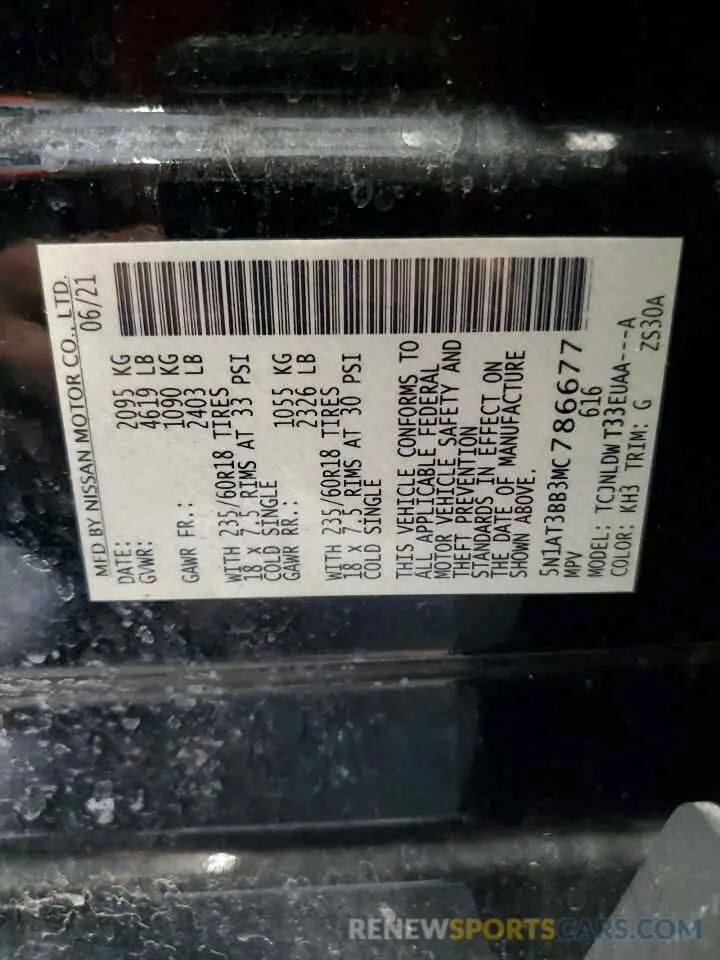 MFD BY NISSAN MOTOR CO., LTD.
DATE: 06/21
GVWR: 2095 KG
4619 LB
GAWR FR.: 1090 KG
2403 LB
WITH 235/60R18 TIRES
18 x 7.5 RIMS AT 33 PSI
COLD SINGLE
GAWR RR.: 1055 KG
2326 LB
WITH 235/60R18 TIRES
18 x 7.5 RIMS AT 30 PSI
COLD SINGLE
THIS VEHICLE CONFORMS TO
ALL APPLICABLE FEDERAL
MOTOR VEHICLE SAFETY AND
THEFT PREVENTION
STANDARDS IN EFFECT ON
THE DATE OF MANUFACTURE
SHOWN ABOVE.
5N1AT3BB3MC786677
MPV 616
MODEL: TCJNLDW T33EUAA---A
COLOR: KH3 TRIM: G ZS30A
RENEWSPORTSCARS.COM